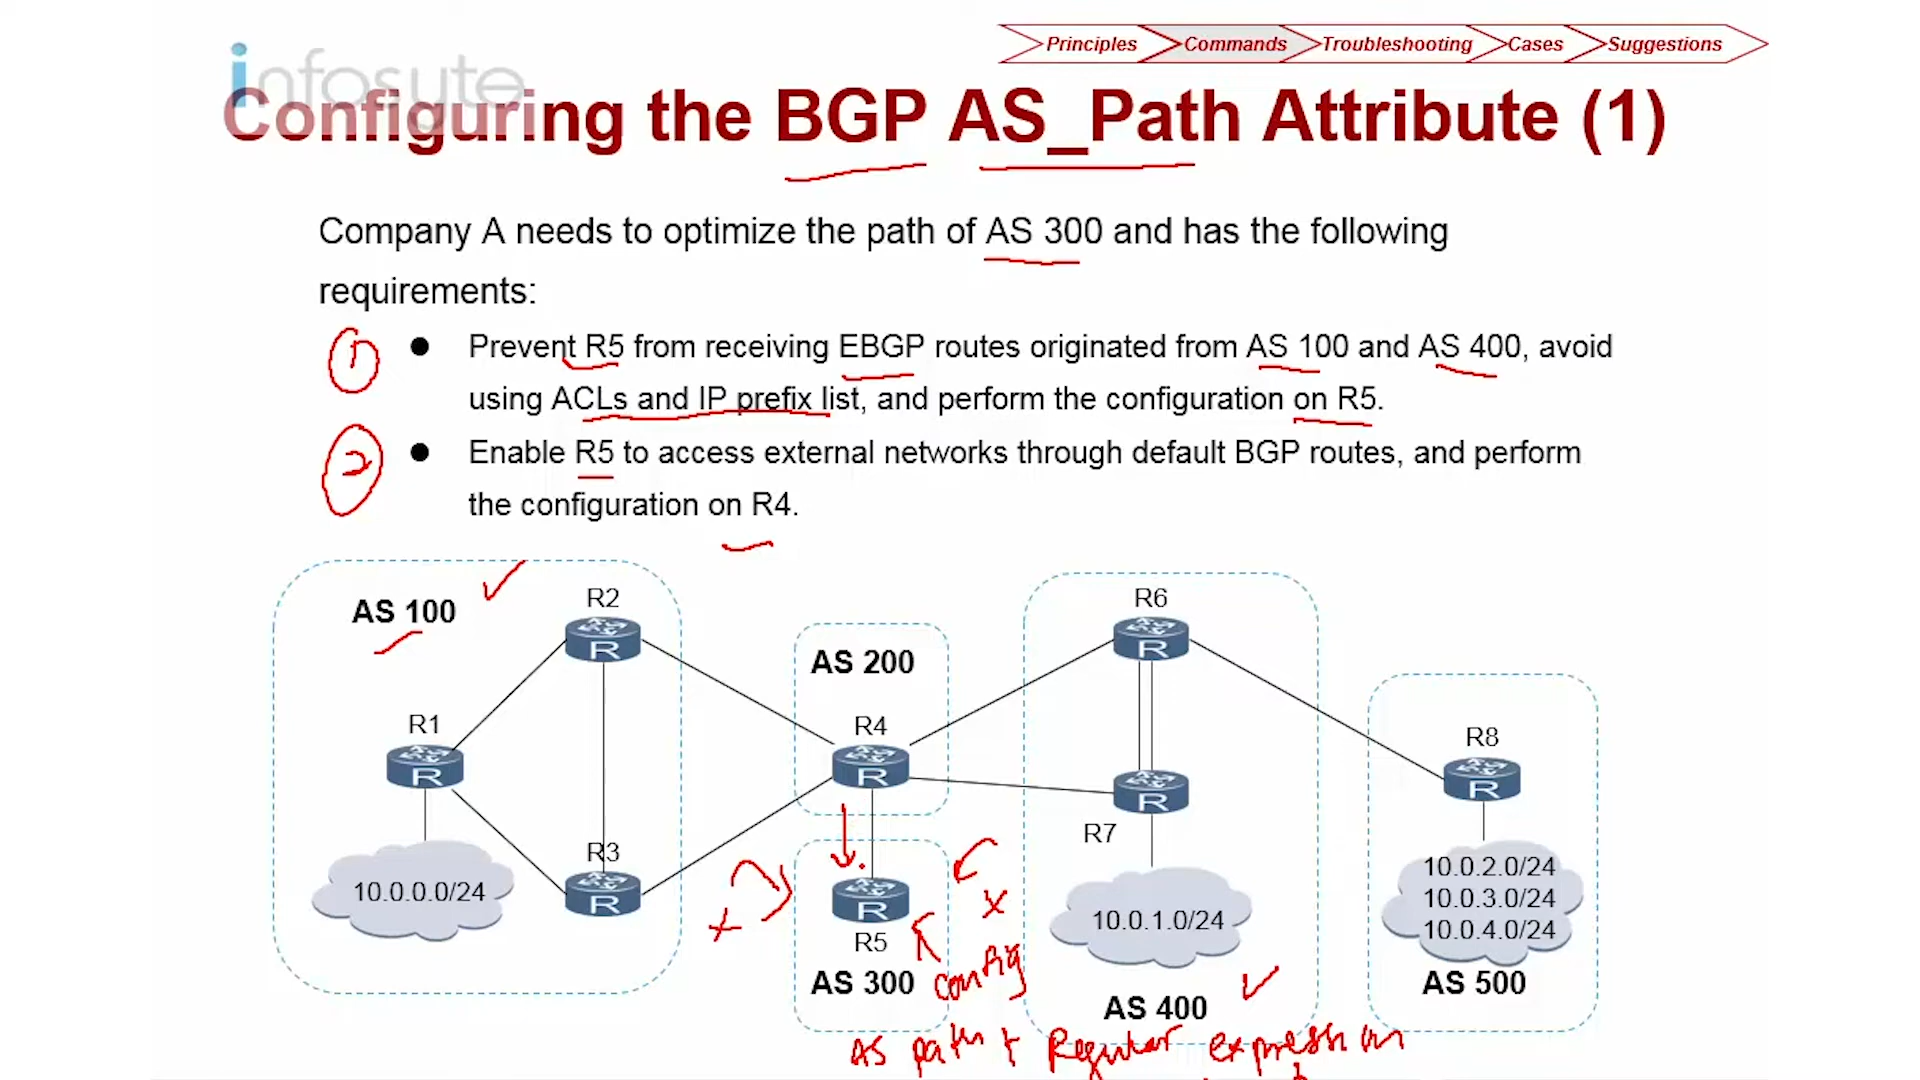 Principles Commands Troubleshooting Cases Suggestions
infosyte
Configuring the BGP AS_Path Attribute (1)
Company A needs to optimize the path of AS 300 and has the following
requirements:
1 ● Prevent R5 from receiving EBGP routes originated from AS 100 and AS 400, avoid
using ACLs and IP prefix list, and perform the configuration on R5.
2 ● Enable R5 to access external networks through default BGP routes, and perform
the configuration on R4.
AS 100
R2
R
R6
R
AS 200
R1
R
R4
R
R8
R
R7
R
R3
R
10.0.0.0/24
R
R5
AS 300
x
x
config
10.0.1.0/24
AS 400
10.0.2.0/24
10.0.3.0/24
10.0.4.0/24
AS 500
AS path + Regular expression